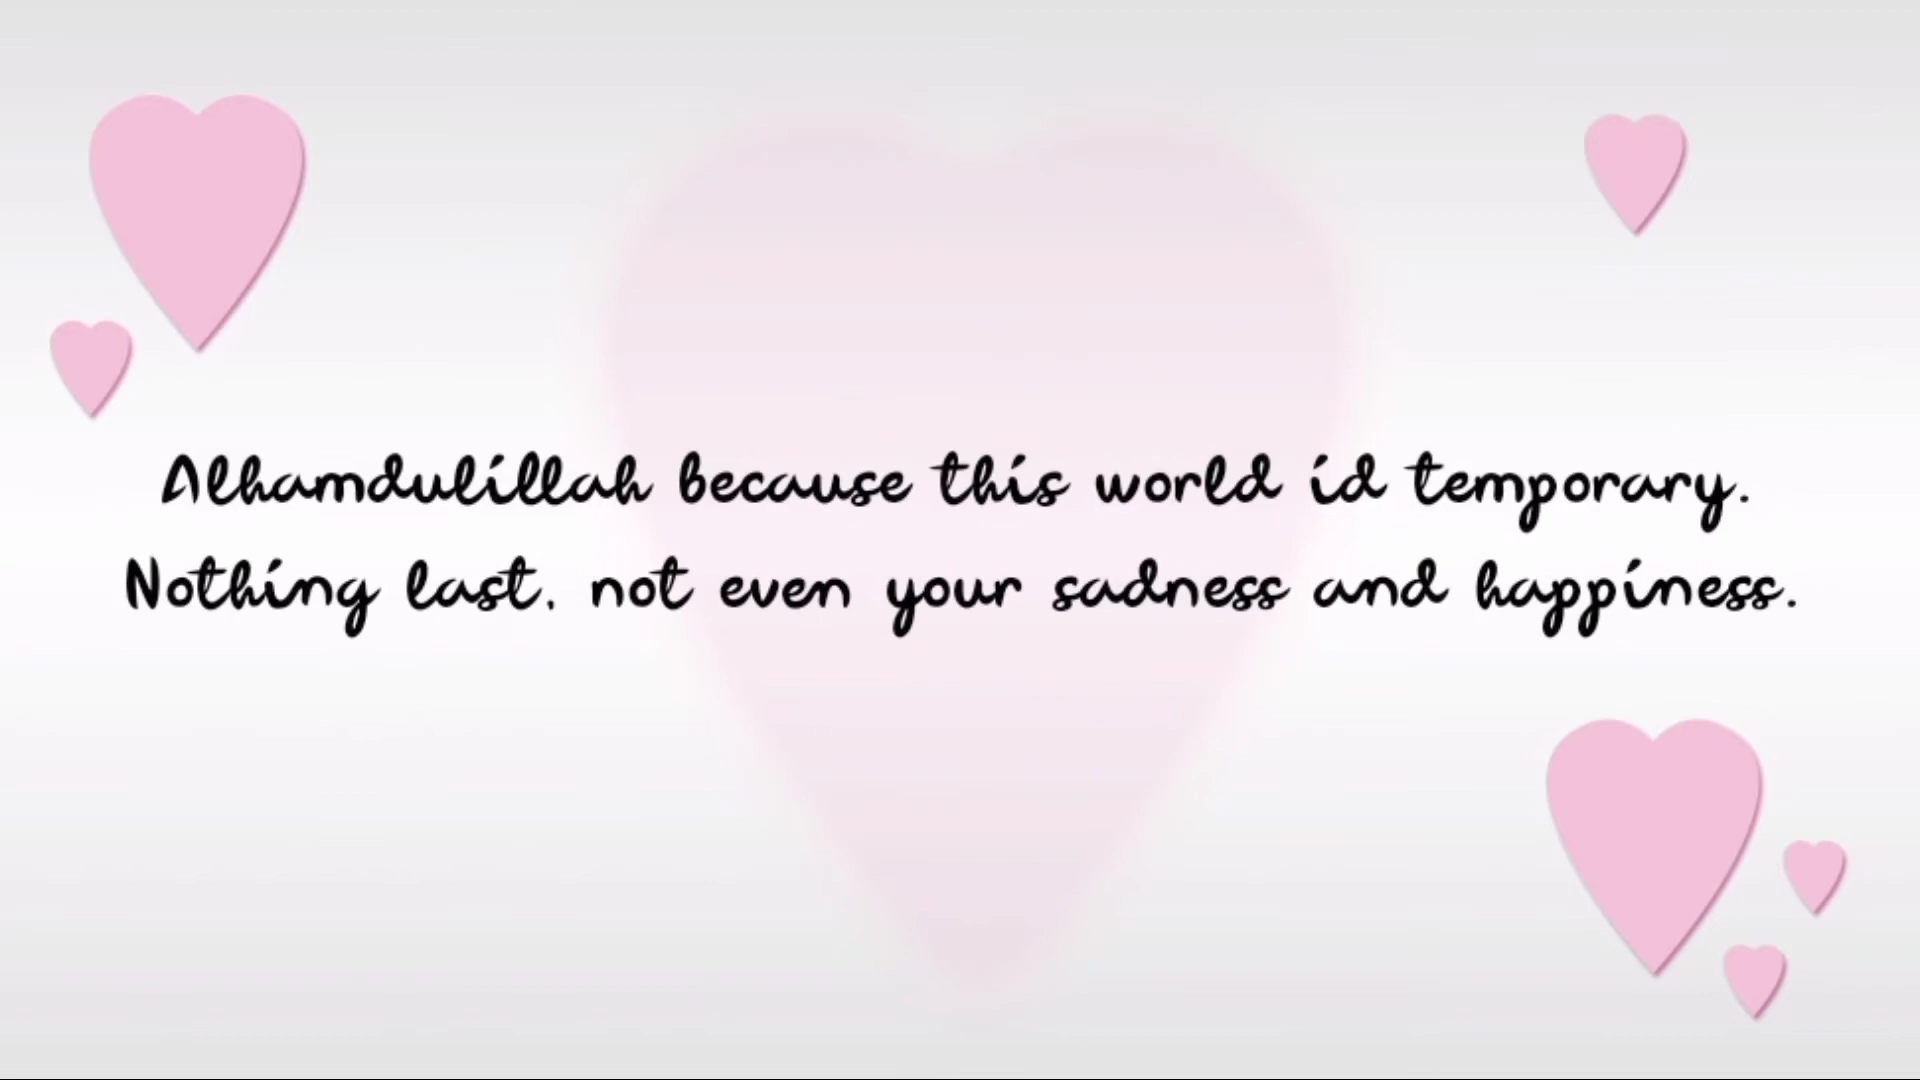 Alhamdulillah because this world id temporary.
Nothing last, not even your sadness and happiness.